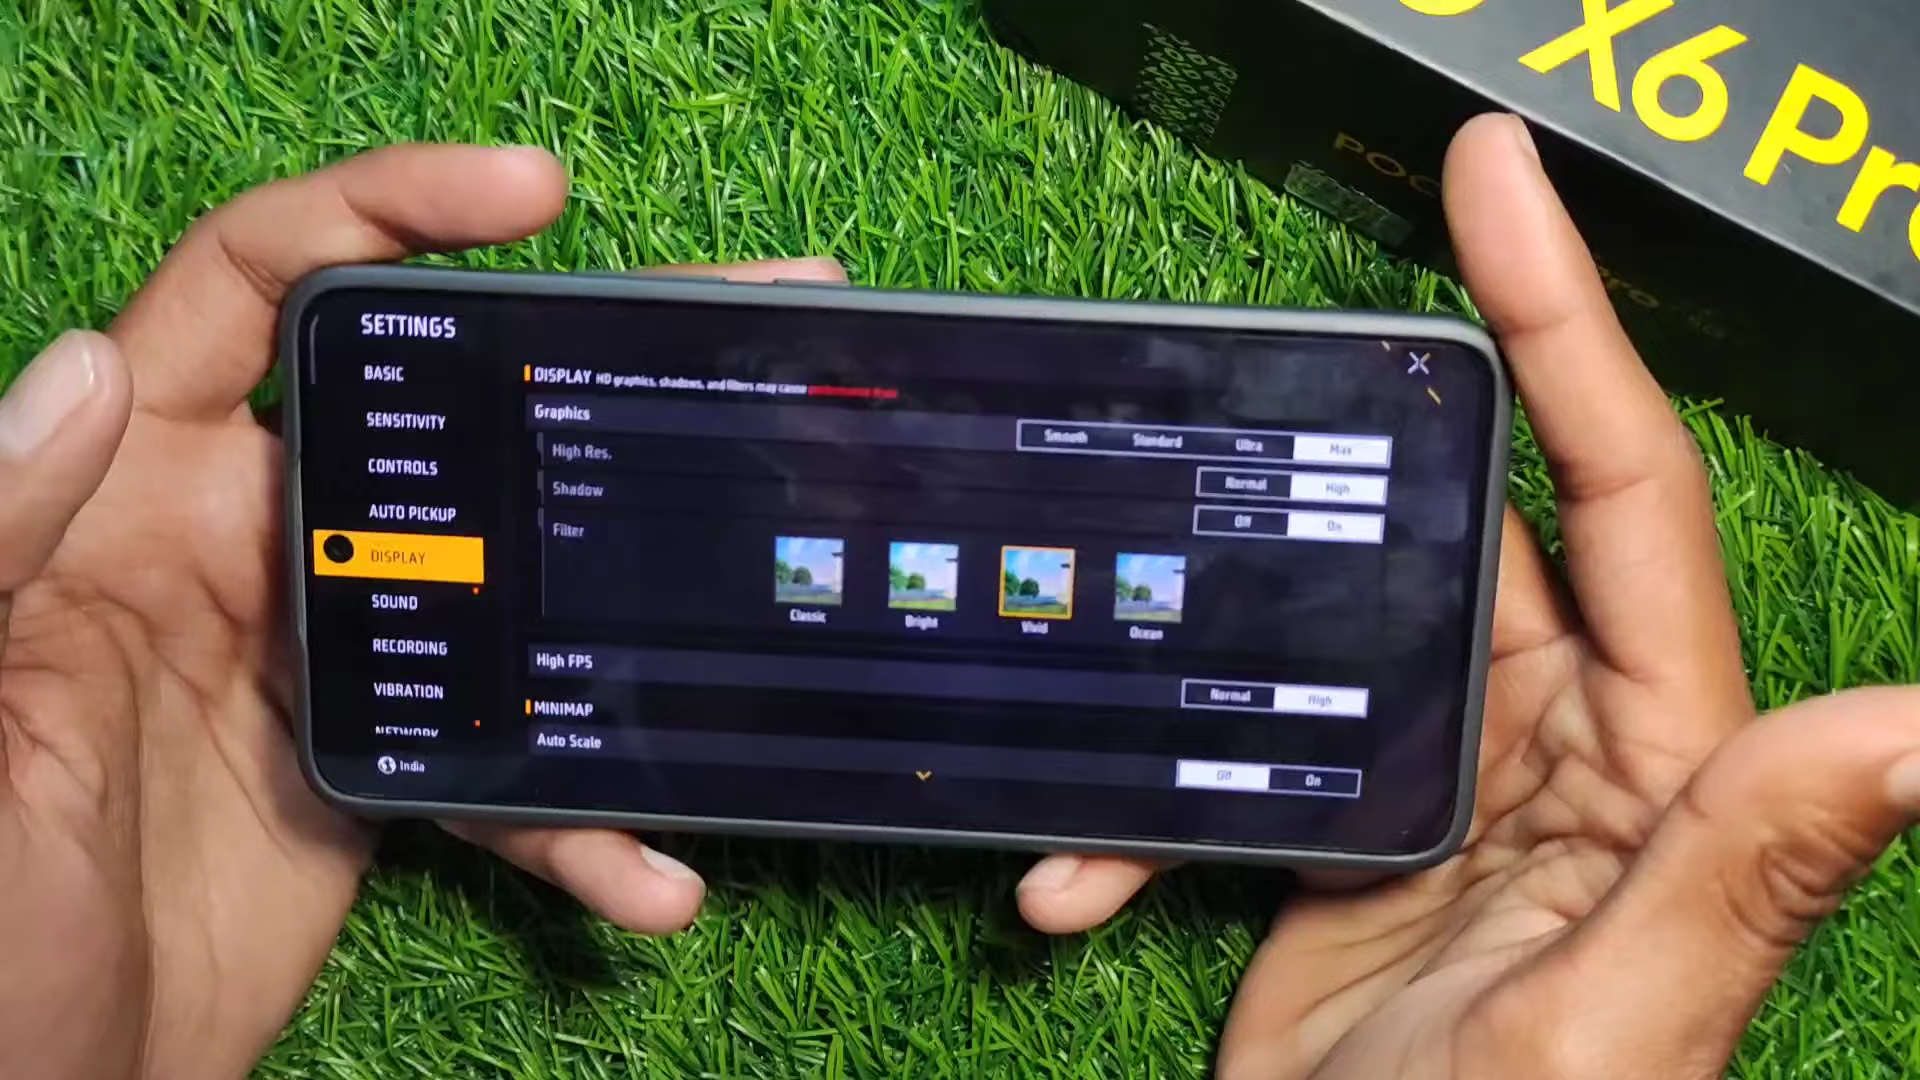 X6 Pro
POCO
SETTINGS
BASIC
SENSITIVITY
CONTROLS
AUTO PICKUP
DISPLAY
SOUND
RECORDING
VIBRATION
NETWORK
India
DISPLAY HD graphics, shadows, and filters may cause
Graphics
Smooth Standard Ultra Max
High Res.
Normal High
Shadow
Off On
Filter
Classic Bright Vivid Ocean
High FPS
Normal High
MINIMAP
Auto Scale
Off On